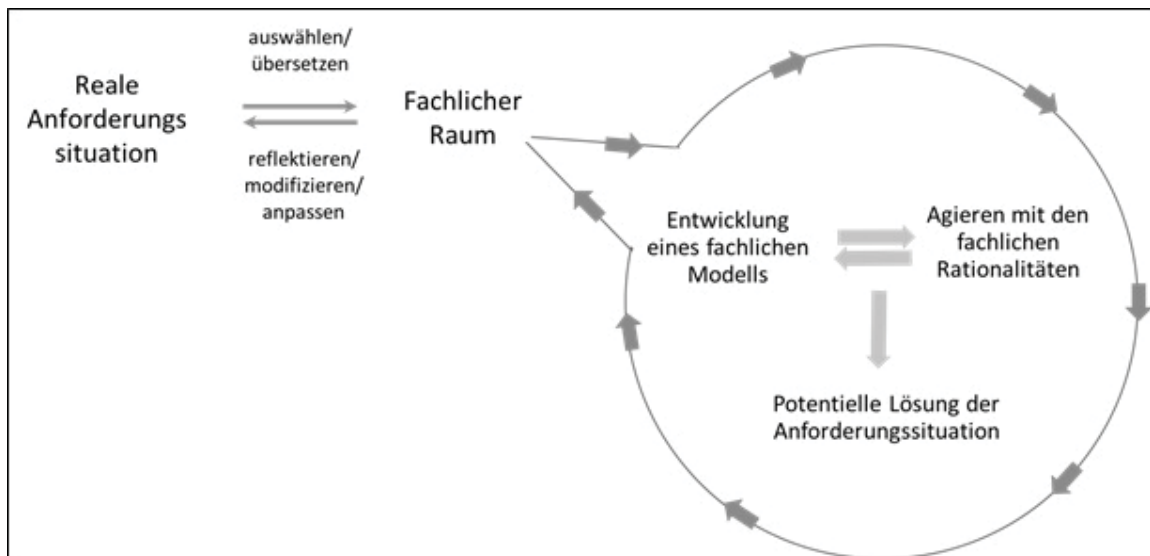 auswählen/
übersetzen
Reale
Anforderungs
situation
Fachlicher
Raum
reflektieren/
modifizieren/
anpassen
Entwicklung
eines fachlichen
Modells
Agieren mit den
fachlichen
Rationalitäten
Potentielle Lösung der
Anforderungssituation